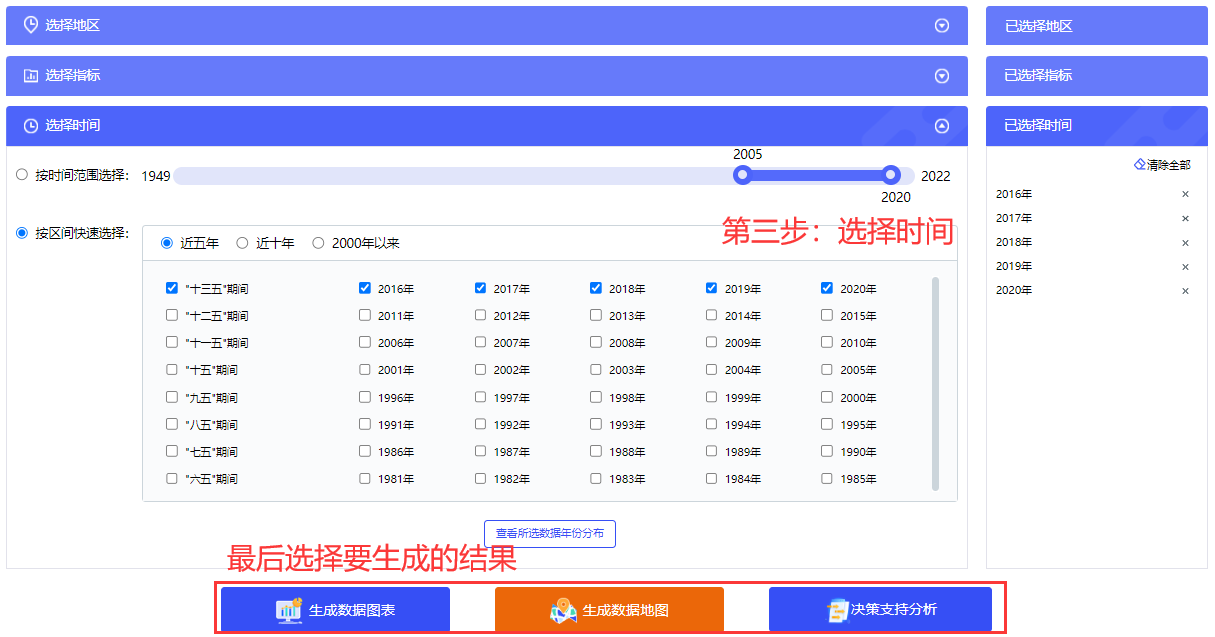 选择地区
已选择地区
选择指标
已选择指标
选择时间
已选择时间
清除全部
2005
按时间范围选择: 1949 2022
2020
2016年 ×
2017年 ×
2018年 ×
2019年 ×
2020年 ×
第三步：选择时间
按区间快速选择:
近五年 近十年 2000年以来
"十三五"期间 2016年 2017年 2018年 2019年 2020年
"十二五"期间 2011年 2012年 2013年 2014年 2015年
"十一五"期间 2006年 2007年 2008年 2009年 2010年
"十五"期间 2001年 2002年 2003年 2004年 2005年
"九五"期间 1996年 1997年 1998年 1999年 2000年
"八五"期间 1991年 1992年 1993年 1994年 1995年
"七五"期间 1986年 1987年 1988年 1989年 1990年
"六五"期间 1981年 1982年 1983年 1984年 1985年
查看所选数据年份分布
最后选择要生成的结果
生成数据图表
生成数据地图
决策支持分析